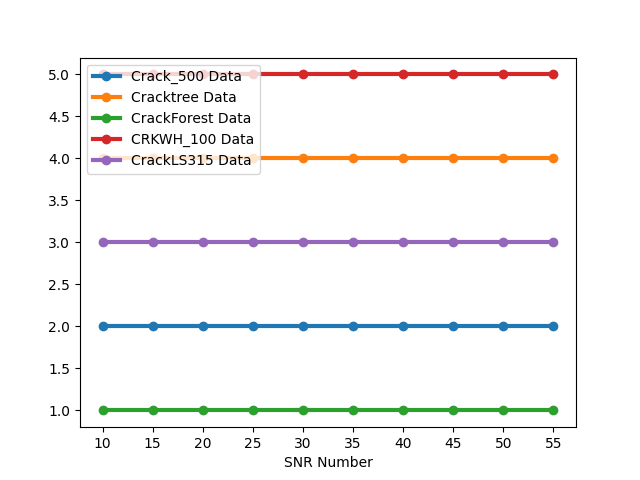 5.0
4.5
4.0
3.5
3.0
2.5
2.0
1.5
1.0
Crack_500 Data
Cracktree Data
CrackForest Data
CRKWH_100 Data
CrackLS315 Data
10 15 20 25 30 35 40 45 50 55
SNR Number